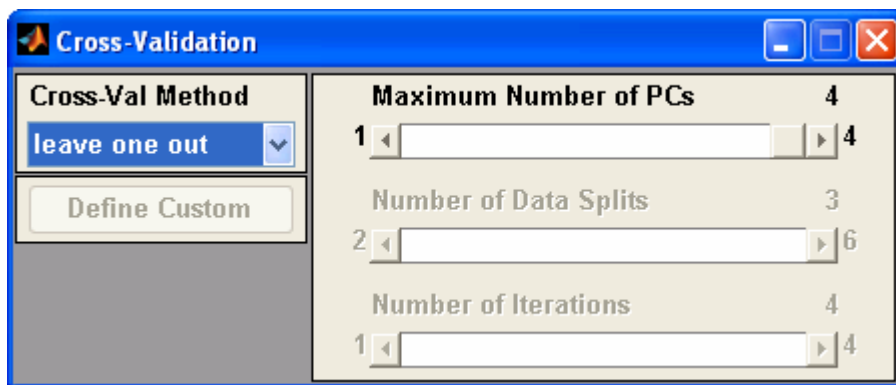 Cross-Validation
Cross-Val Method
leave one out
Define Custom
Maximum Number of PCs 4
1 4
Number of Data Splits 3
2 6
Number of Iterations 4
1 4